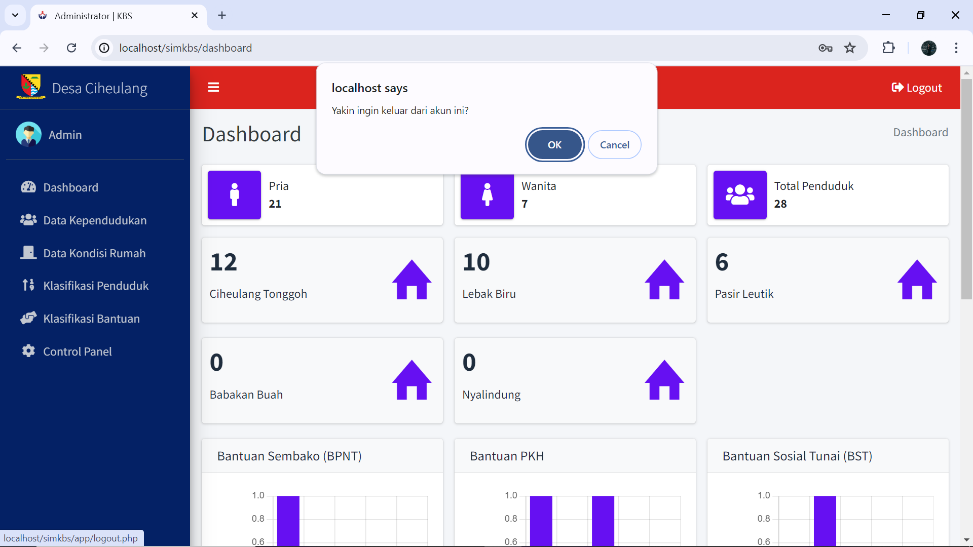 Administrator | KBS
localhost/simkbs/dashboard
localhost says
Yakin ingin keluar dari akun ini?
OK
Cancel
Desa Ciheulang
Logout
Admin
Dashboard
Dashboard
Dashboard
Data Kependudukan
Data Kondisi Rumah
Klasifikasi Penduduk
Klasifikasi Bantuan
Control Panel
Pria
21
Wanita
7
Total Penduduk
28
12
Ciheulang Tonggoh
10
Lebak Biru
6
Pasir Leutik
0
Babakan Buah
0
Nyalindung
Bantuan Sembako (BPNT)
1.0
0.8
0.6
Bantuan PKH
1.0
0.8
0.6
Bantuan Sosial Tunai (BST)
1.0
0.8
0.6
localhost/simkbs/app/logout.php